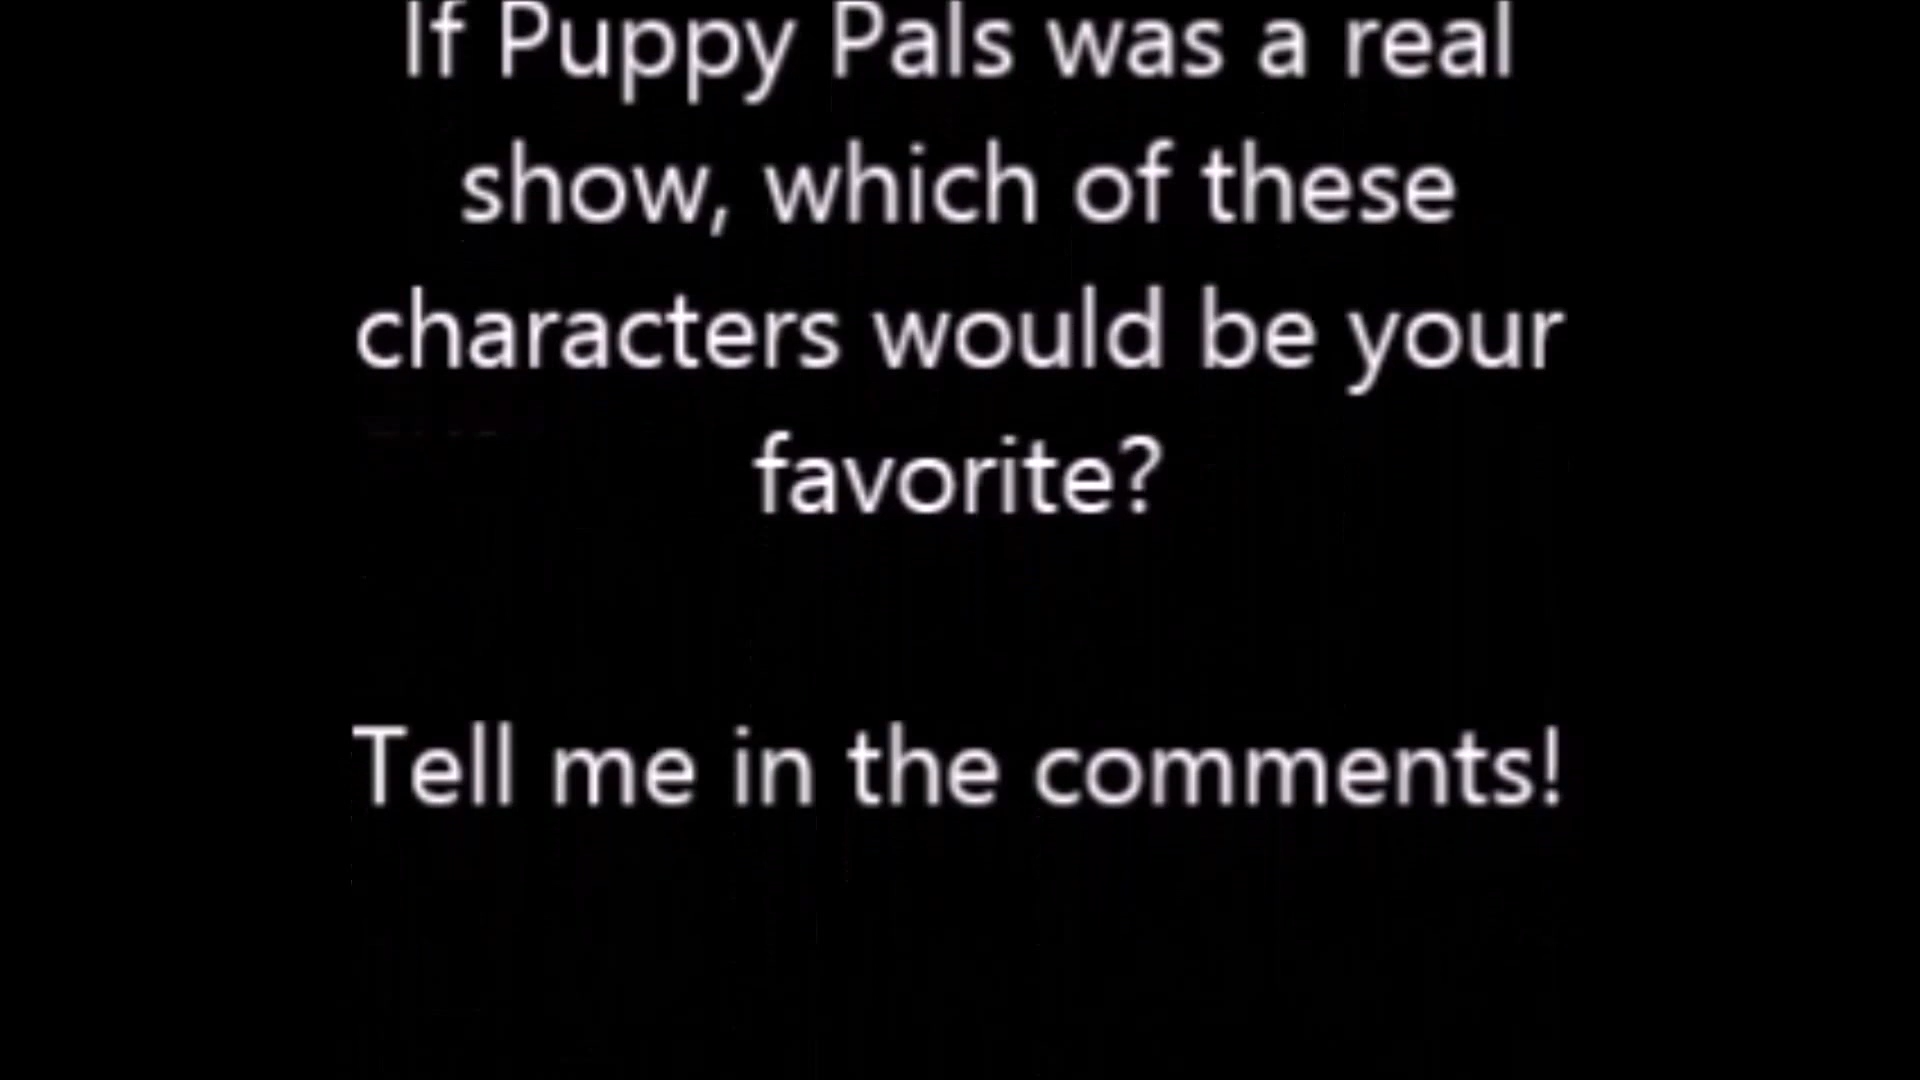 If Puppy Pals was a real
show, which of these
characters would be your
favorite?
Tell me in the comments!